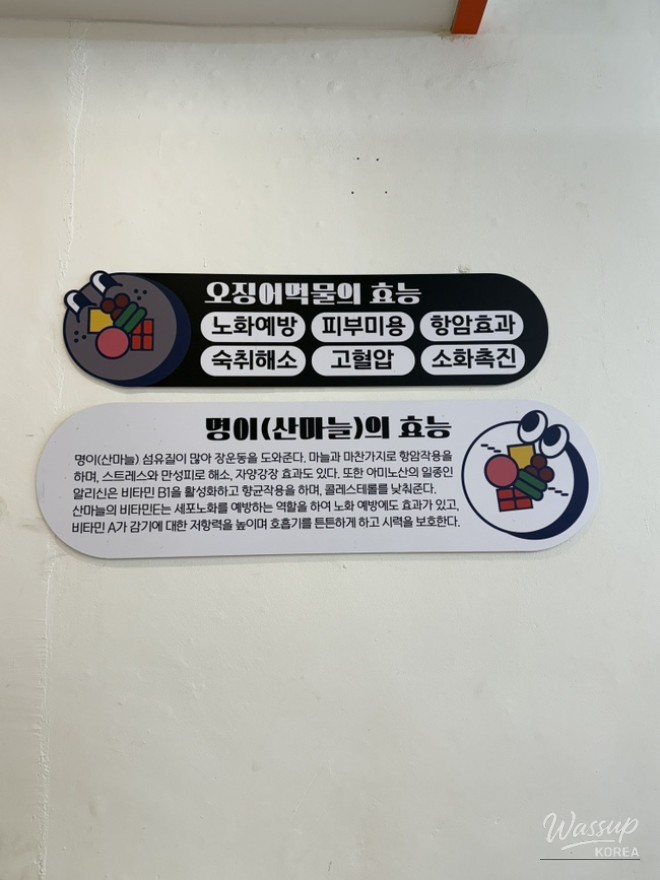 오징어먹물의 효능
노화예방 피부미용 항암효과
숙취해소 고혈압 소화촉진
명이(산마늘)의 효능
명이(산마늘) 섬유질이 많아 장운동을 도와준다. 마늘과 마찬가지로 항암작용을
하며, 스트레스와 만성피로 해소, 자양강장 효과도 있다. 또한 아미노산의 일종인
알리신은 비타민 B1을 활성화하고 향균작용을 하며, 콜레스테롤를 낮춰준다.
산마늘의 비타민E는 세포노화를 예방하는 역할을 하여 노화 예방에도 효과가 있고,
비타민 A가 감기에 대한 저항력을 높이며 호흡기를 튼튼하게 하고 시력을 보호한다.
Wassup
KOREA